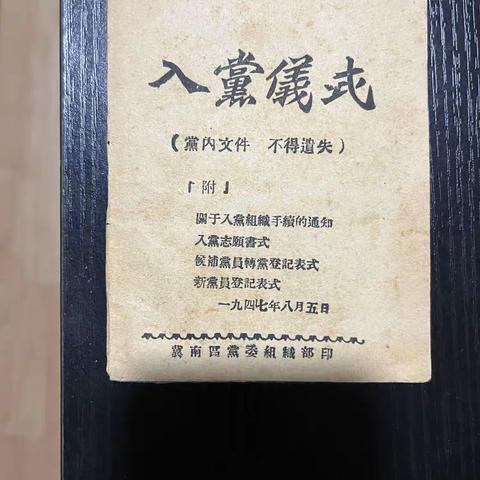 入黨儀式
（黨內文件　不得遺失）
「附」
關于入黨組織手續的通知
入黨志願書式
候補黨員轉黨登記表式
新黨員登記表式
一九四七年八月五日
冀南區黨委組織部印